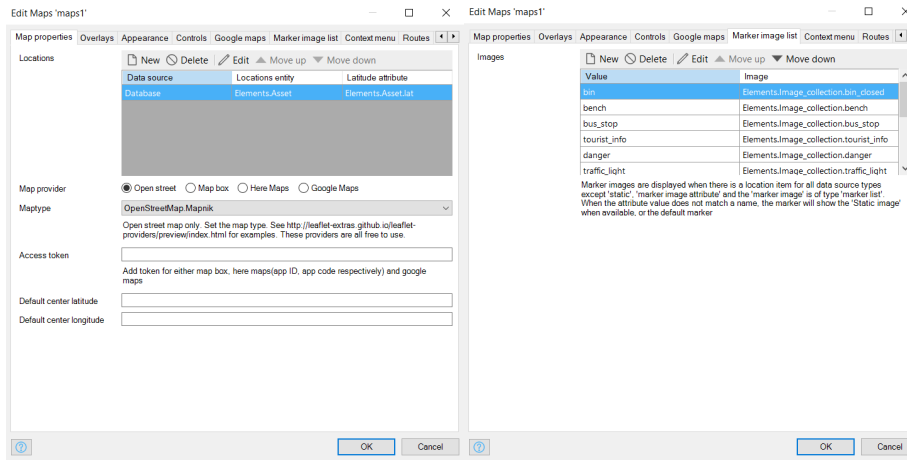 Edit Maps 'maps1'
Map properties Overlays Appearance Controls Google maps Marker image list Context menu Routes
Locations
New Delete Edit Move up Move down
Data source Locations entity Latitude attribute
Database Elements.Asset Elements.Asset.lat
Map provider
Open street Map box Here Maps Google Maps
Maptype
OpenStreetMap.Mapnik
Open street map only. Set the map type. See http://leaflet-extras.github.io/leaflet-
providers/preview/index.html for examples. These providers are all free to use.
Access token
Add token for either map box, here maps(app ID, app code respectively) and google
maps
Default center latitude
Default center longitude
OK Cancel
Edit Maps 'maps1'
Map properties Overlays Appearance Controls Google maps Marker image list Context menu Routes
Images
New Delete Edit Move up Move down
Value Image
bin Elements.Image_collection.bin_closed
bench Elements.Image_collection.bench
bus_stop Elements.Image_collection.bus_stop
tourist_info Elements.Image_collection.tourist_info
danger Elements.Image_collection.danger
traffic_light Elements.Image_collection.traffic_light
Marker images are displayed when there is a location item for all data source types
except 'static', 'marker image attribute' and the 'marker image' is of type 'marker list'.
When the attribute value does not match a name, the marker will show the 'Static image'
when available, or the default marker
OK Cancel